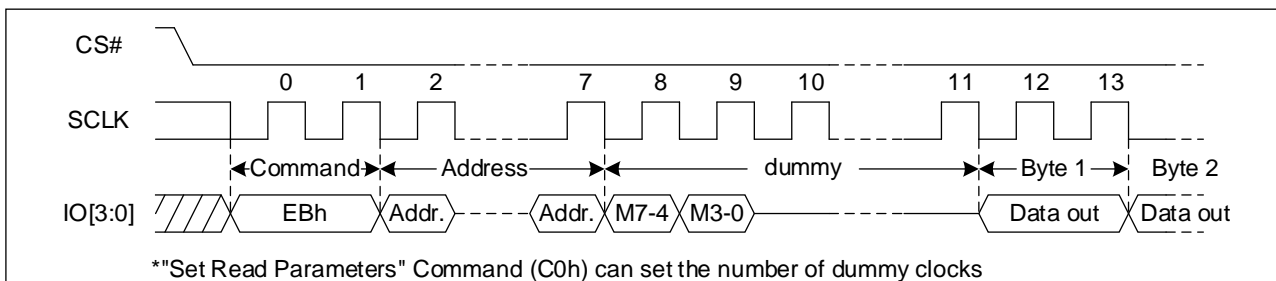 CS#
0 1 2 7 8 9 10 11 12 13
SCLK
Command Address dummy Byte 1 Byte 2
IO[3:0] EBh Addr. Addr. M7-4 M3-0 Data out Data out
*"Set Read Parameters" Command (C0h) can set the number of dummy clocks